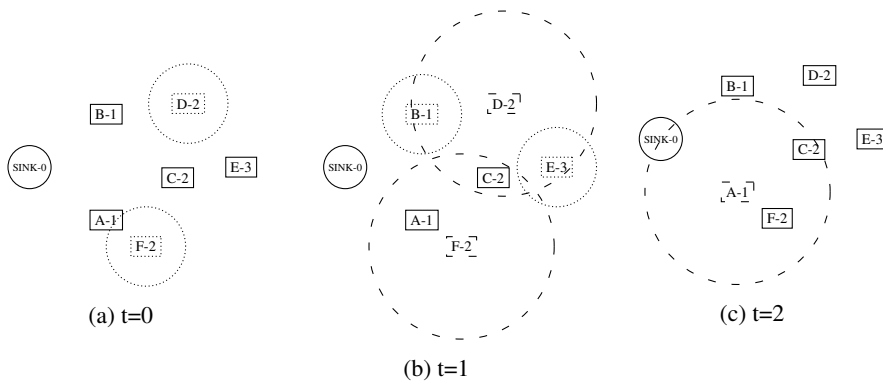 D-2
B-1
SINK-0
C-2
E-3
A-1
F-2
(a) t=0
D-2
B-1
SINK-0
C-2
E-3
A-1
F-2
(b) t=1
D-2
B-1
SINK-0
C-2
E-3
A-1
F-2
(c) t=2